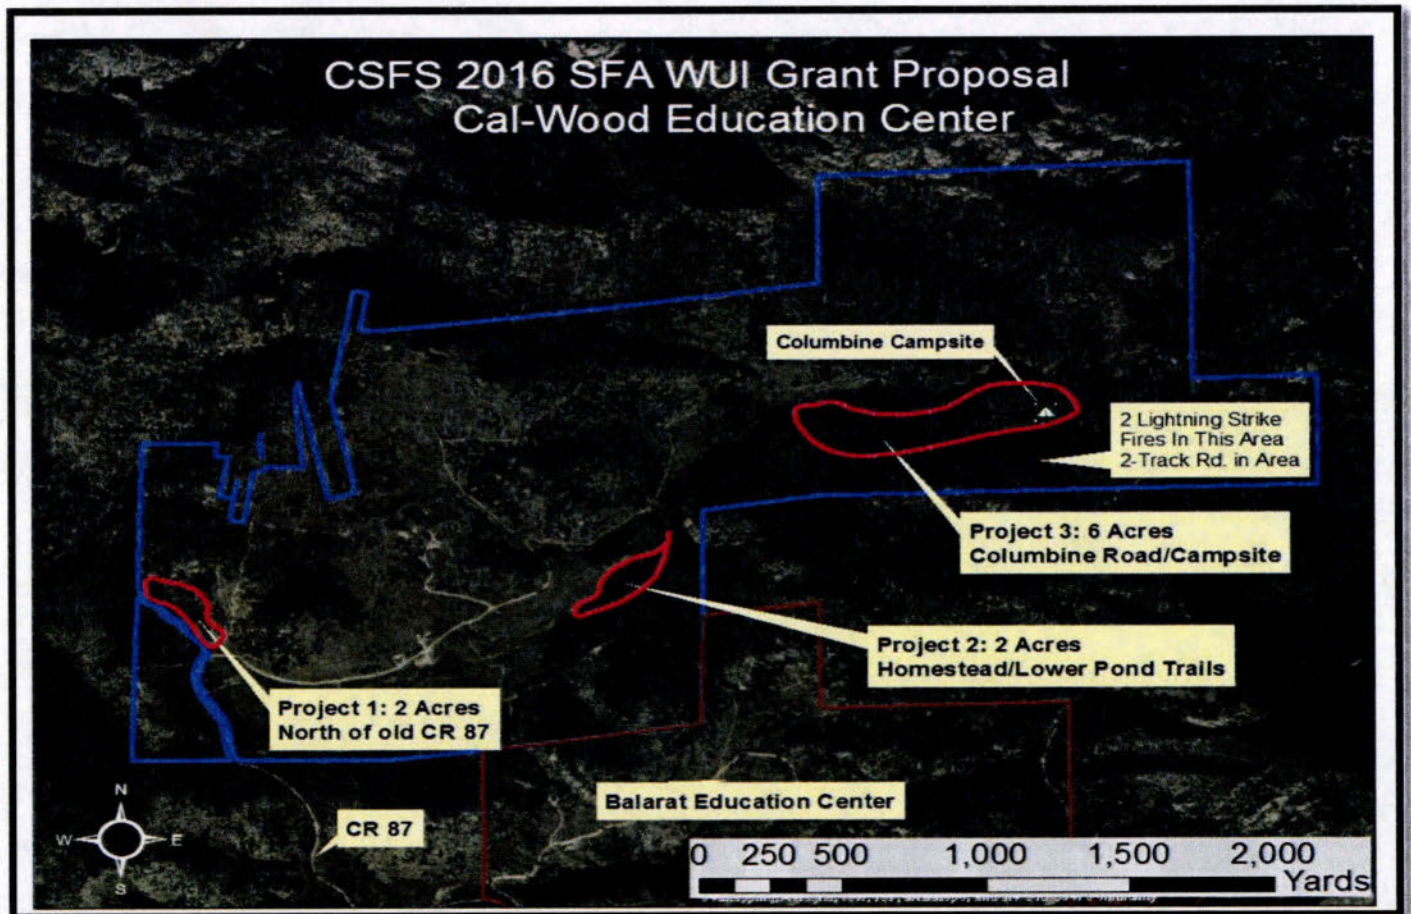 CSFS 2016 SFA WUI Grant Proposal
Cal-Wood Education Center
Columbine Campsite
2 Lightning Strike
Fires In This Area
2-Track Rd. in Area
Project 3: 6 Acres
Columbine Road/Campsite
Project 2: 2 Acres
Homestead/Lower Pond Trails
Project 1: 2 Acres
North of old CR 87
Balarat Education Center
CR 87
N
W E
S
0 250 500 1,000 1,500 2,000
Yards